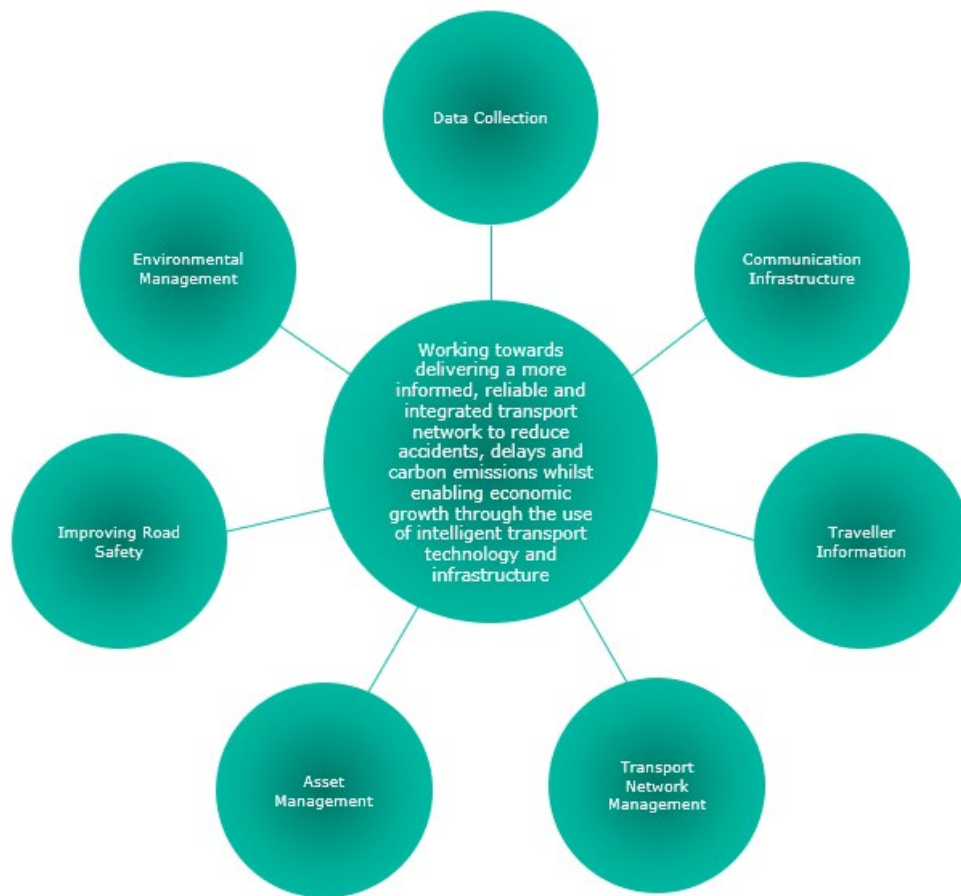 Data Collection
Environmental
Management
Communication
Infrastructure
Working towards
delivering a more
informed, reliable and
integrated transport
network to reduce
accidents, delays and
carbon emissions whilst
enabling economic
growth through the use
of intelligent transport
technology and
infrastructure
Improving Road
Safety
Traveller
Information
Asset
Management
Transport
Network
Management